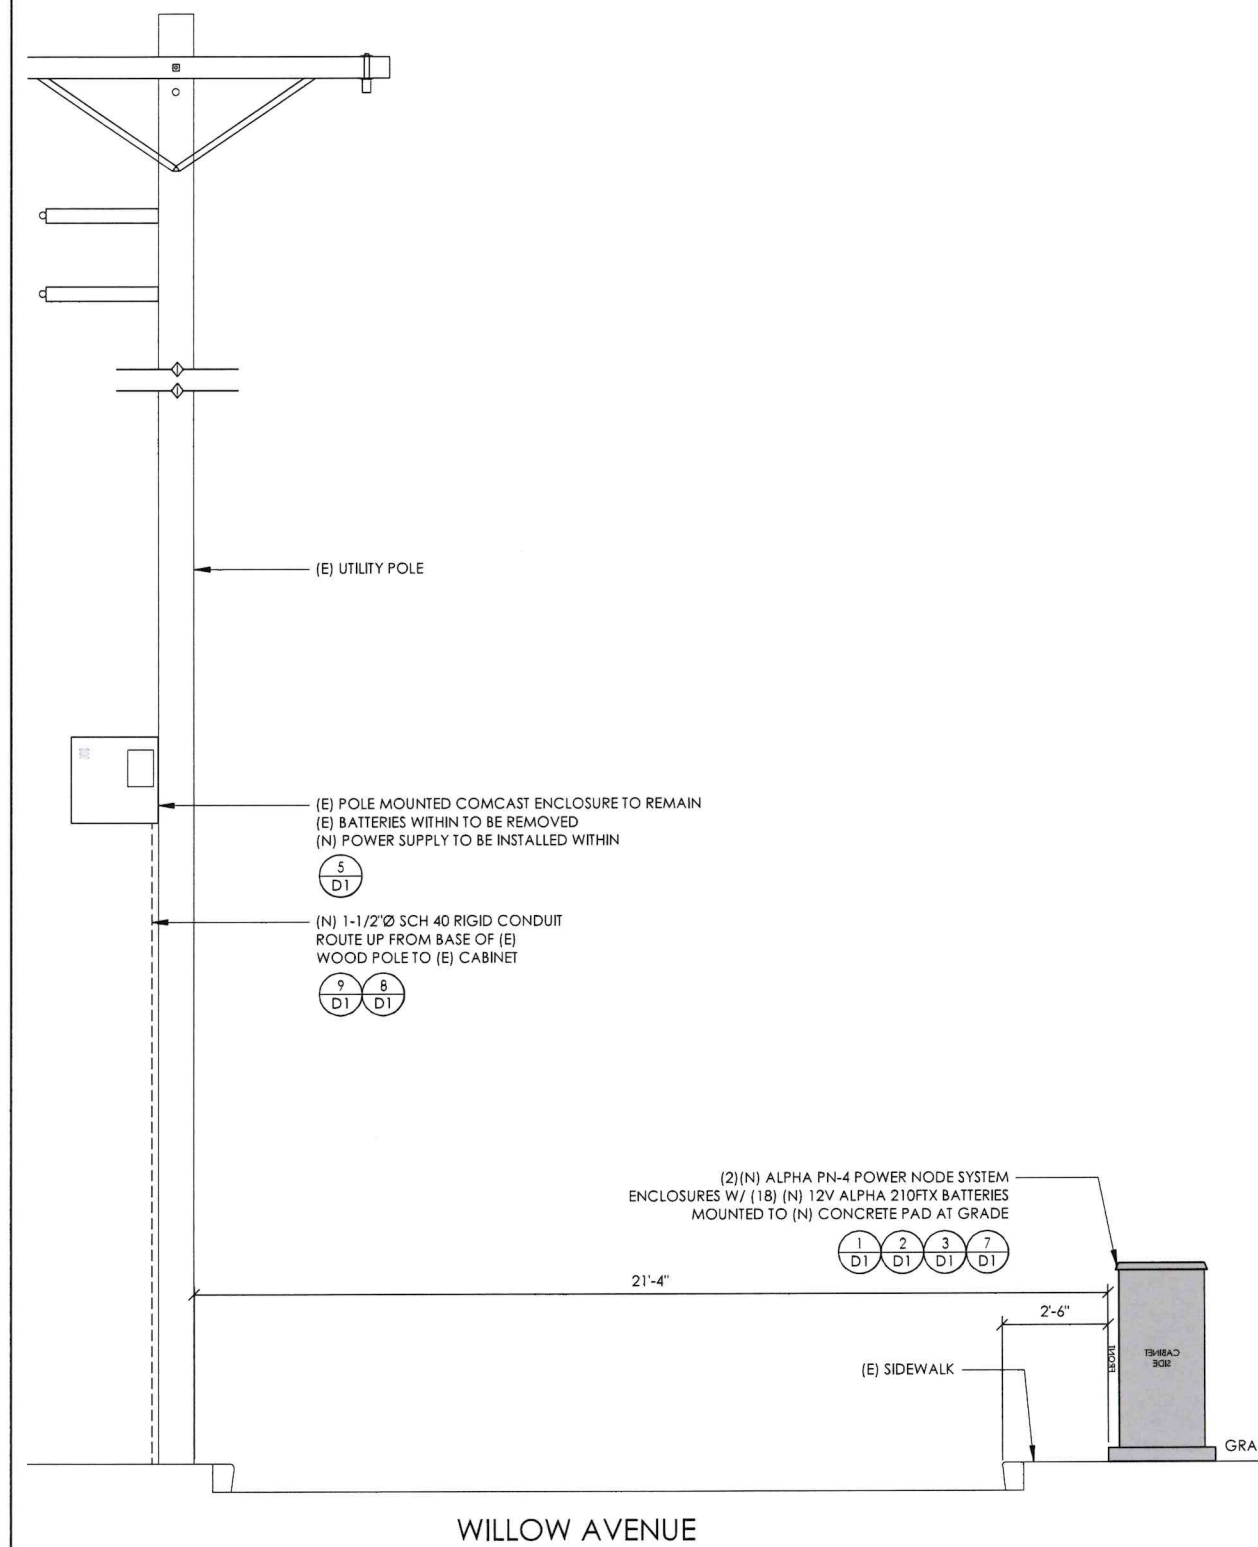 (E) UTILITY POLE
(E) POLE MOUNTED COMCAST ENCLOSURE TO REMAIN
(E) BATTERIES WITHIN TO BE REMOVED
(N) POWER SUPPLY TO BE INSTALLED WITHIN
5
D1
(N) 1-1/2"Ø SCH 40 RIGID CONDUIT
ROUTE UP FROM BASE OF (E)
WOOD POLE TO (E) CABINET
9 8
D1 D1
(2)(N) ALPHA PN-4 POWER NODE SYSTEM
ENCLOSURES W/ (18) (N) 12V ALPHA 210FTX BATTERIES
MOUNTED TO (N) CONCRETE PAD AT GRADE
1 2 3 7
D1 D1 D1 D1
21'-4"
2'-6"
FRONT
CABINET
SIDE
(E) SIDEWALK
GRA
WILLOW AVENUE